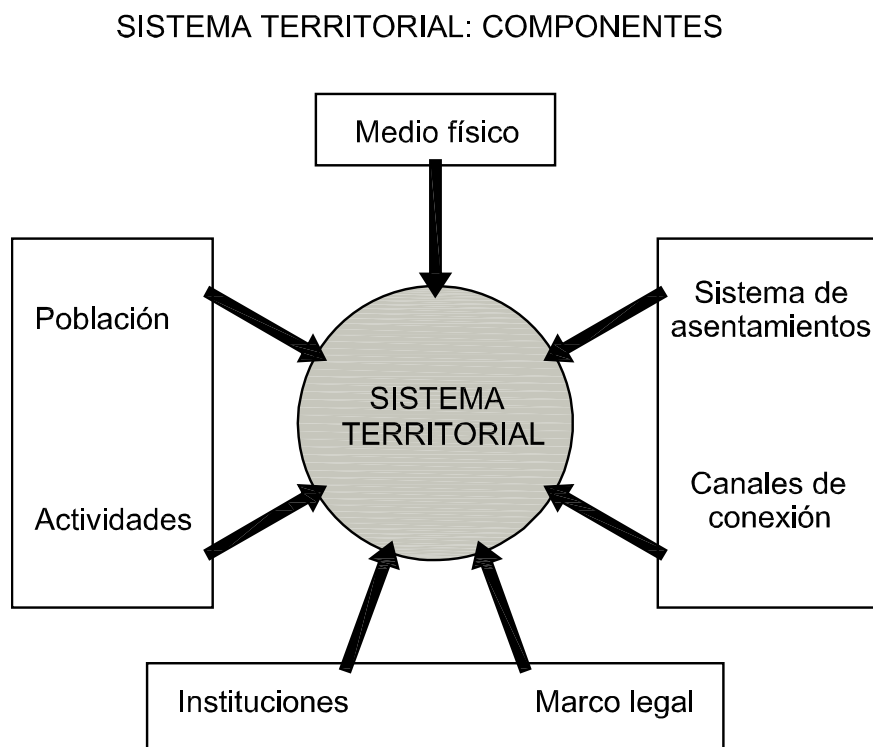 SISTEMA TERRITORIAL: COMPONENTES
Medio físico
Población
Actividades
SISTEMA
TERRITORIAL
Sistema de
asentamientos
Canales de
conexión
Instituciones
Marco legal